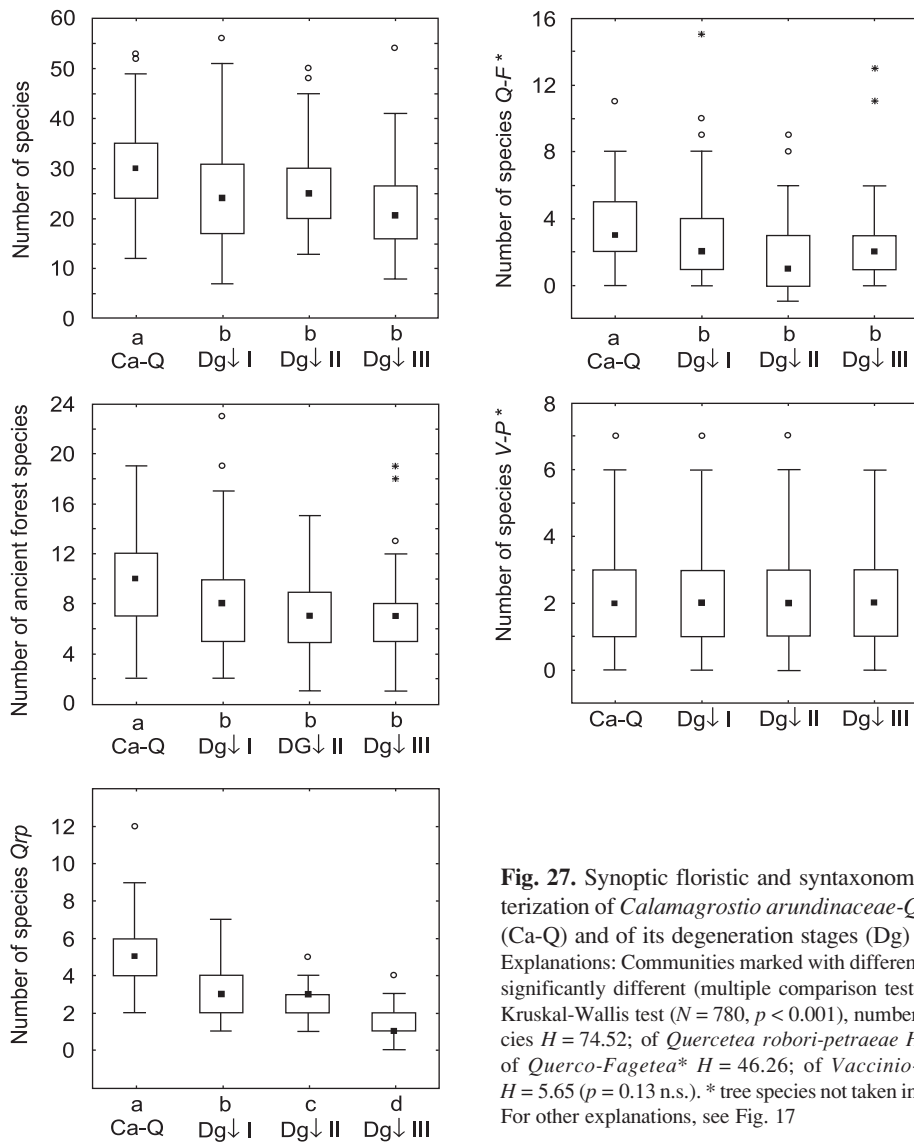 Number of species
60
50
40
30
20
10
0
a b b b
Ca-Q Dg↓ I Dg↓ II Dg↓ III
Number of species Q-F*
16
12
8
4
0
a b b b
Ca-Q Dg↓ I Dg↓ II Dg↓ III
Number of ancient forest species
24
20
16
12
8
4
0
a b b b
Ca-Q Dg↓ I DG↓ II Dg↓ III
Number of species V-P*
8
6
4
2
0
Ca-Q Dg↓ I Dg↓ II Dg↓ III
Number of species Qrp
12
10
8
6
4
2
0
a b c d
Ca-Q Dg↓ I Dg↓ II Dg↓ III
Fig. 27. Synoptic floristic and syntaxonom
terization of Calamagrostio arundinaceae-Q
(Ca-Q) and of its degeneration stages (Dg)
Explanations: Communities marked with differen
significantly different (multiple comparison test
Kruskal-Wallis test (N = 780, p < 0.001), number
cies H = 74.52; of Quercetea robori-petraeae H
of Querco-Fagetea* H = 46.26; of Vaccinio-
H = 5.65 (p = 0.13 n.s.). * tree species not taken in
For other explanations, see Fig. 17